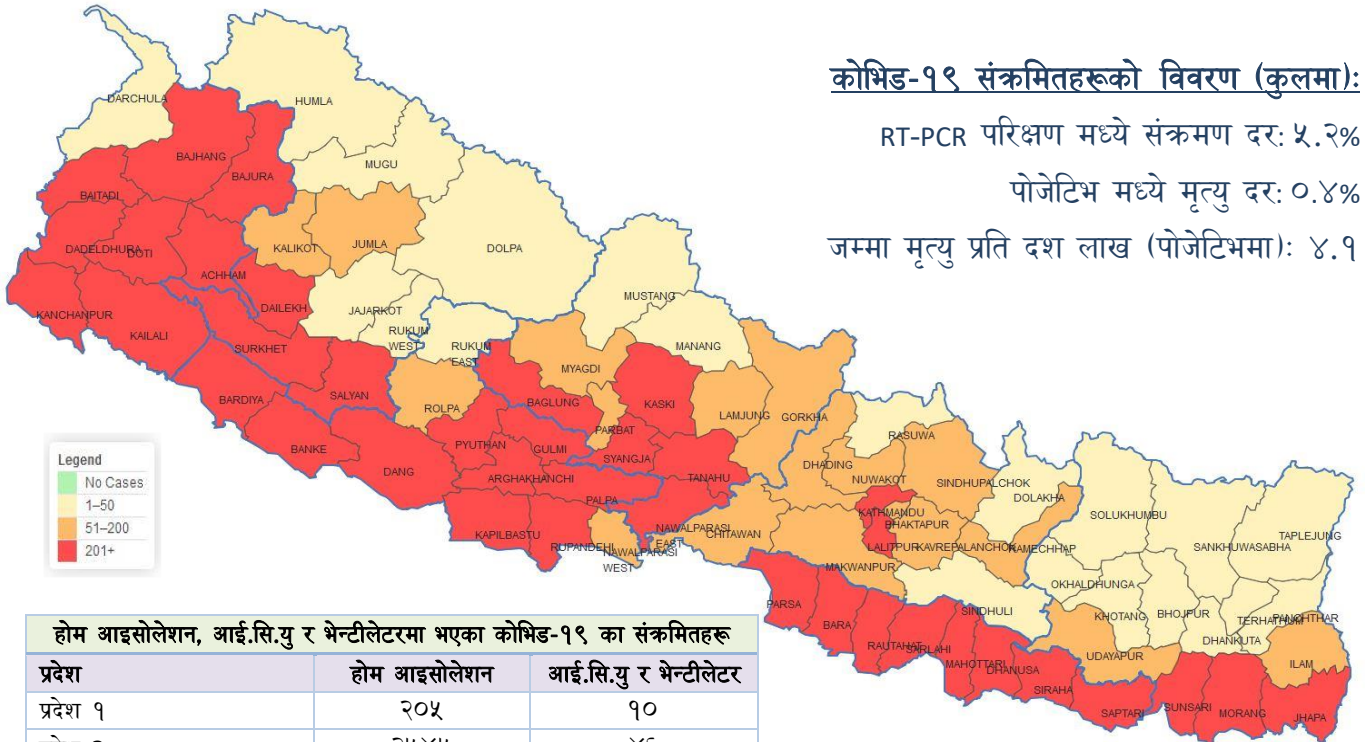 कोभिड-१९ संक्रमितहरूको विवरण (कुलमा):
RT-PCR परिक्षण मध्ये संक्रमण दर: ५.२%
पोजेटिभ मध्ये मृत्यु दर: ०.४%
जम्मा मृत्यु प्रति दश लाख (पोजेटिभमा): ४.१
DARCHULA
HUMLA
BAJHANG
MUGU
BAJURA
BAITADI
DADELDHURA
DOTI
KALIKOT
JUMLA
DOLPA
ACHHAM
KANCHANPUR
DAILEKH
JAJARKOT
MUSTANG
KAILALI
RUKUM
WEST
RUKUM
EAST
SURKHET
MANANG
MYAGDI
BARDIYA
SALYAN
ROLPA
BAGLUNG
KASKI
LAMJUNG
GORKHA
PARBAT
RASUWA
BANKE
PYUTHAN
GULMI
SYANGJA
DANG
DHADING
ARGHAKHANCHI
TANAHU
NUWAKOT
SINDHUPALCHOK
DOLAKHA
PALPA
KATHMANDU
BHAKTAPUR
SOLUKHUMBU
KAPILBASTU
NAWALPARASI
EAST
CHITAWAN
RUPANDEHI
NAWALPARASI
WEST
LALITPUR
KAVREPALANCHOK
RAMECHHAP
SANKHUWASABHA
TAPLEJUNG
MAKWANPUR
OKHALDHUNGA
PARSA
SINDHULI
KHOTANG
BHOJPUR
TERHATHUM
PANCHTHAR
BARA
DHANKUTA
RAUTAHAT
SARLAHI
MAHOTTARI
DHANUSA
UDAYAPUR
ILAM
SIRAHA
SAPTARI
SUNSARI
MORANG
JHAPA
Legend
No Cases
1–50
51–200
201+
होम आइसोलेशन, आई.सि.यु र भेन्टीलेटरमा भएका कोभिड-१९ का संक्रमितहरू
प्रदेश होम आइसोलेशन आई.सि.यु र भेन्टीलेटर
प्रदेश १ २०५ १०